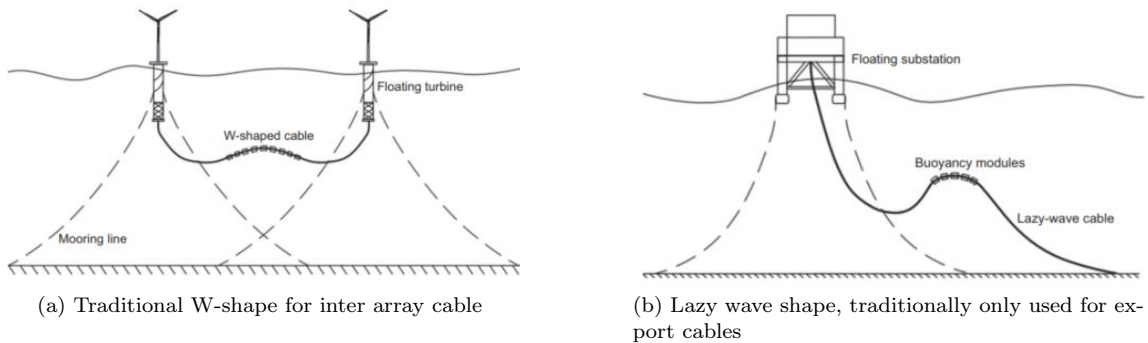 Floating turbine
W-shaped cable
Mooring line
(a) Traditional W-shape for inter array cable
Floating substation
Buoyancy modules
Lazy-wave cable
(b) Lazy wave shape, traditionally only used for ex-
port cables